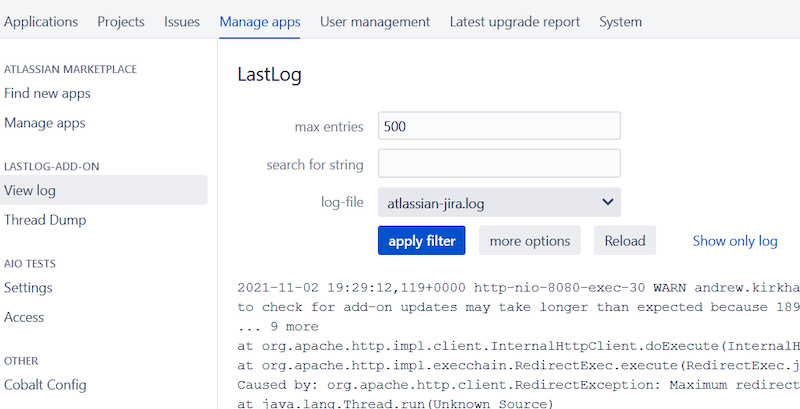 Applications Projects Issues Manage apps User management Latest upgrade report System
ATLASSIAN MARKETPLACE
Find new apps
Manage apps
LASTLOG-ADD-ON
View log
Thread Dump
AIO TESTS
Settings
Access
OTHER
Cobalt Config
LastLog
max entries 500
search for string
log-file atlassian-jira.log
apply filter more options Reload Show only log
2021-11-02 19:29:12,119+0000 http-nio-8080-exec-30 WARN andrew.kirkha
to check for add-on updates may take longer than expected because 189
... 9 more
at org.apache.http.impl.client.InternalHttpClient.doExecute(InternalH
at org.apache.http.impl.execchain.RedirectExec.execute(RedirectExec.j
Caused by: org.apache.http.client.RedirectException: Maximum redirect
at java.lang.Thread.run(Unknown Source)